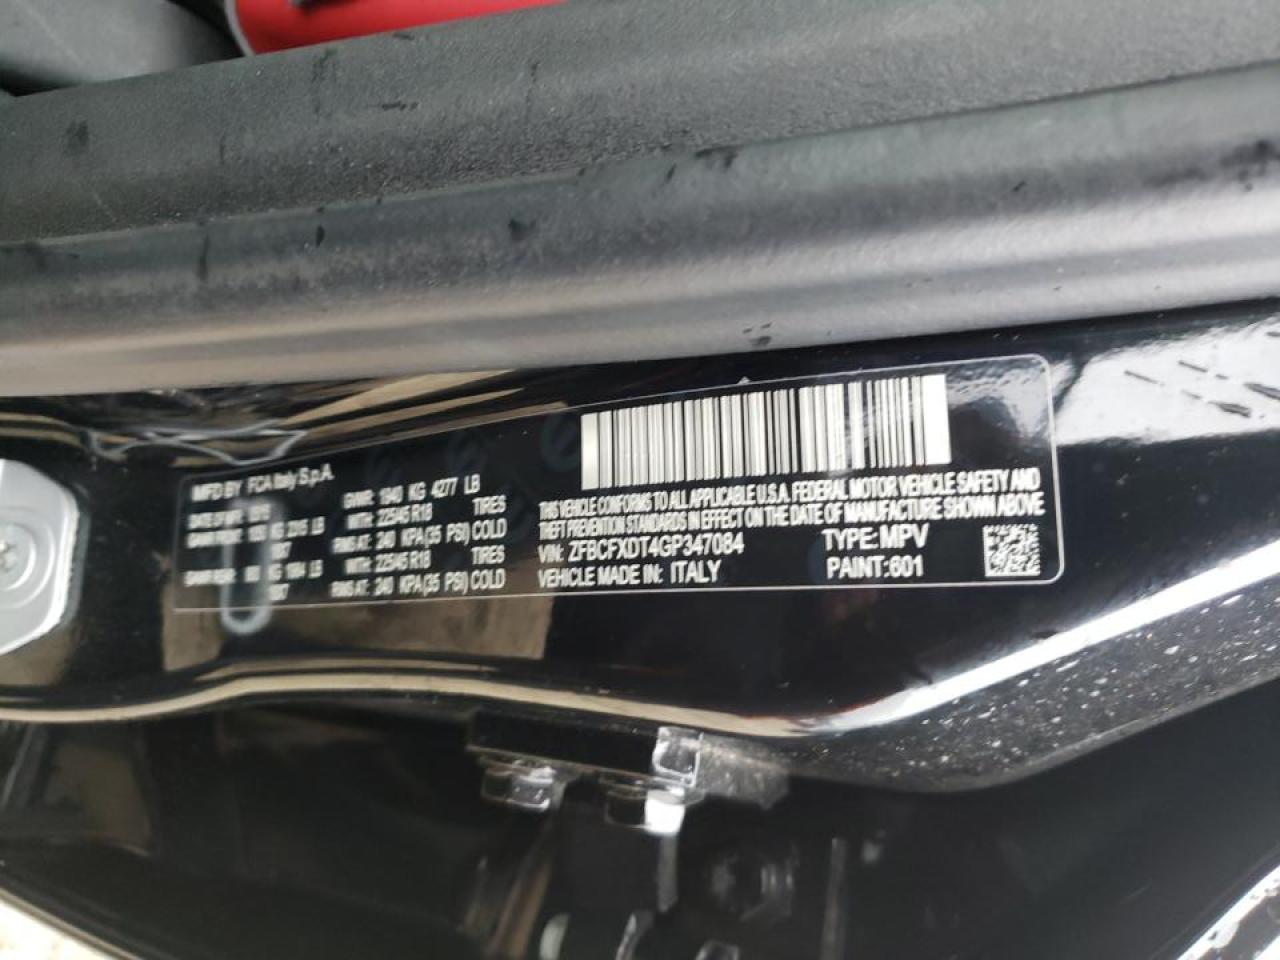 MFD BY FCA Italy S.p.A.
GVWR: 1940 KG 4277 LB
WITH: 225/45 R18 TIRES
RIMS AT: 240 KPA (35 PSI) COLD
WITH: 225/45 R18 TIRES
RIMS AT: 240 KPA (35 PSI) COLD
THIS VEHICLE CONFORMS TO ALL APPLICABLE U.S.A. FEDERAL MOTOR VEHICLE SAFETY AND
THEFT PREVENTION STANDARDS IN EFFECT ON THE DATE OF MANUFACTURE SHOWN ABOVE
VIN: ZFBCFXDT4GP347084 TYPE: MPV
VEHICLE MADE IN: ITALY PAINT: 601